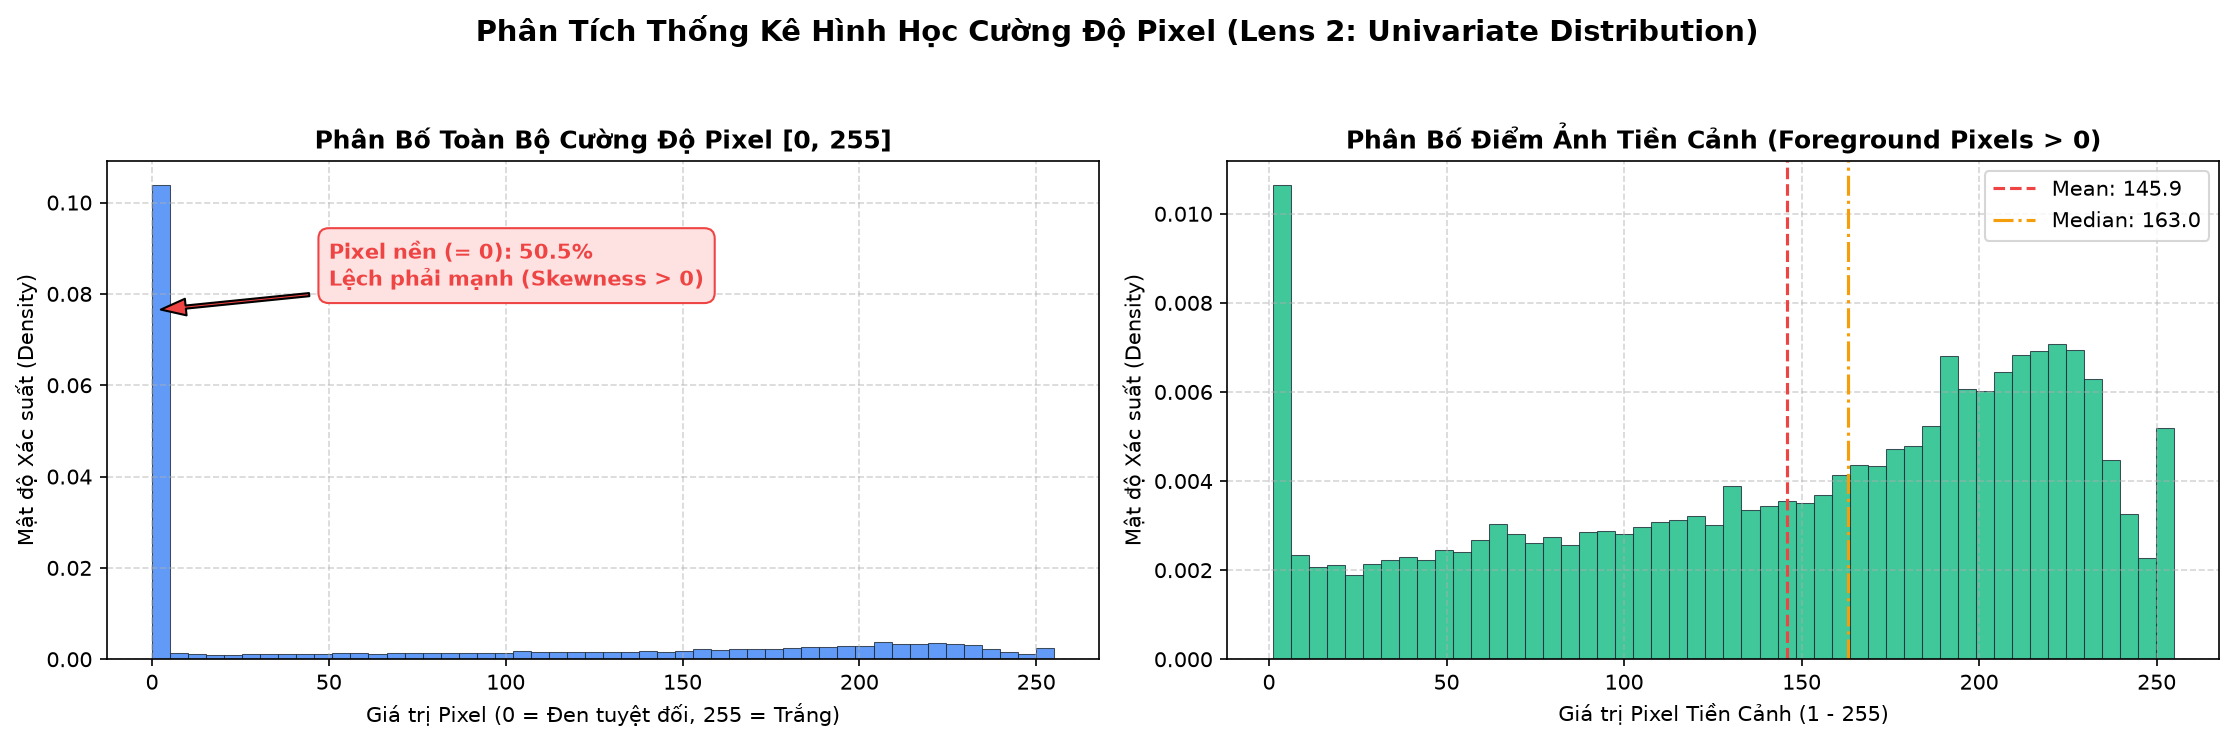 Phân Tích Thống Kê Hình Học Cường Độ Pixel (Lens 2: Univariate Distribution)
Phân Bố Toàn Bộ Cường Độ Pixel [0, 255]
Mật độ Xác suất (Density)
0.10
0.08
0.06
0.04
0.02
0.00
Pixel nền (= 0): 50.5%
Lệch phải mạnh (Skewness > 0)
0 50 100 150 200 250
Giá trị Pixel (0 = Đen tuyệt đối, 255 = Trắng)
Phân Bố Điểm Ảnh Tiền Cảnh (Foreground Pixels > 0)
Mật độ Xác suất (Density)
0.010
0.008
0.006
0.004
0.002
0.000
Mean: 145.9
Median: 163.0
0 50 100 150 200 250
Giá trị Pixel Tiền Cảnh (1 - 255)